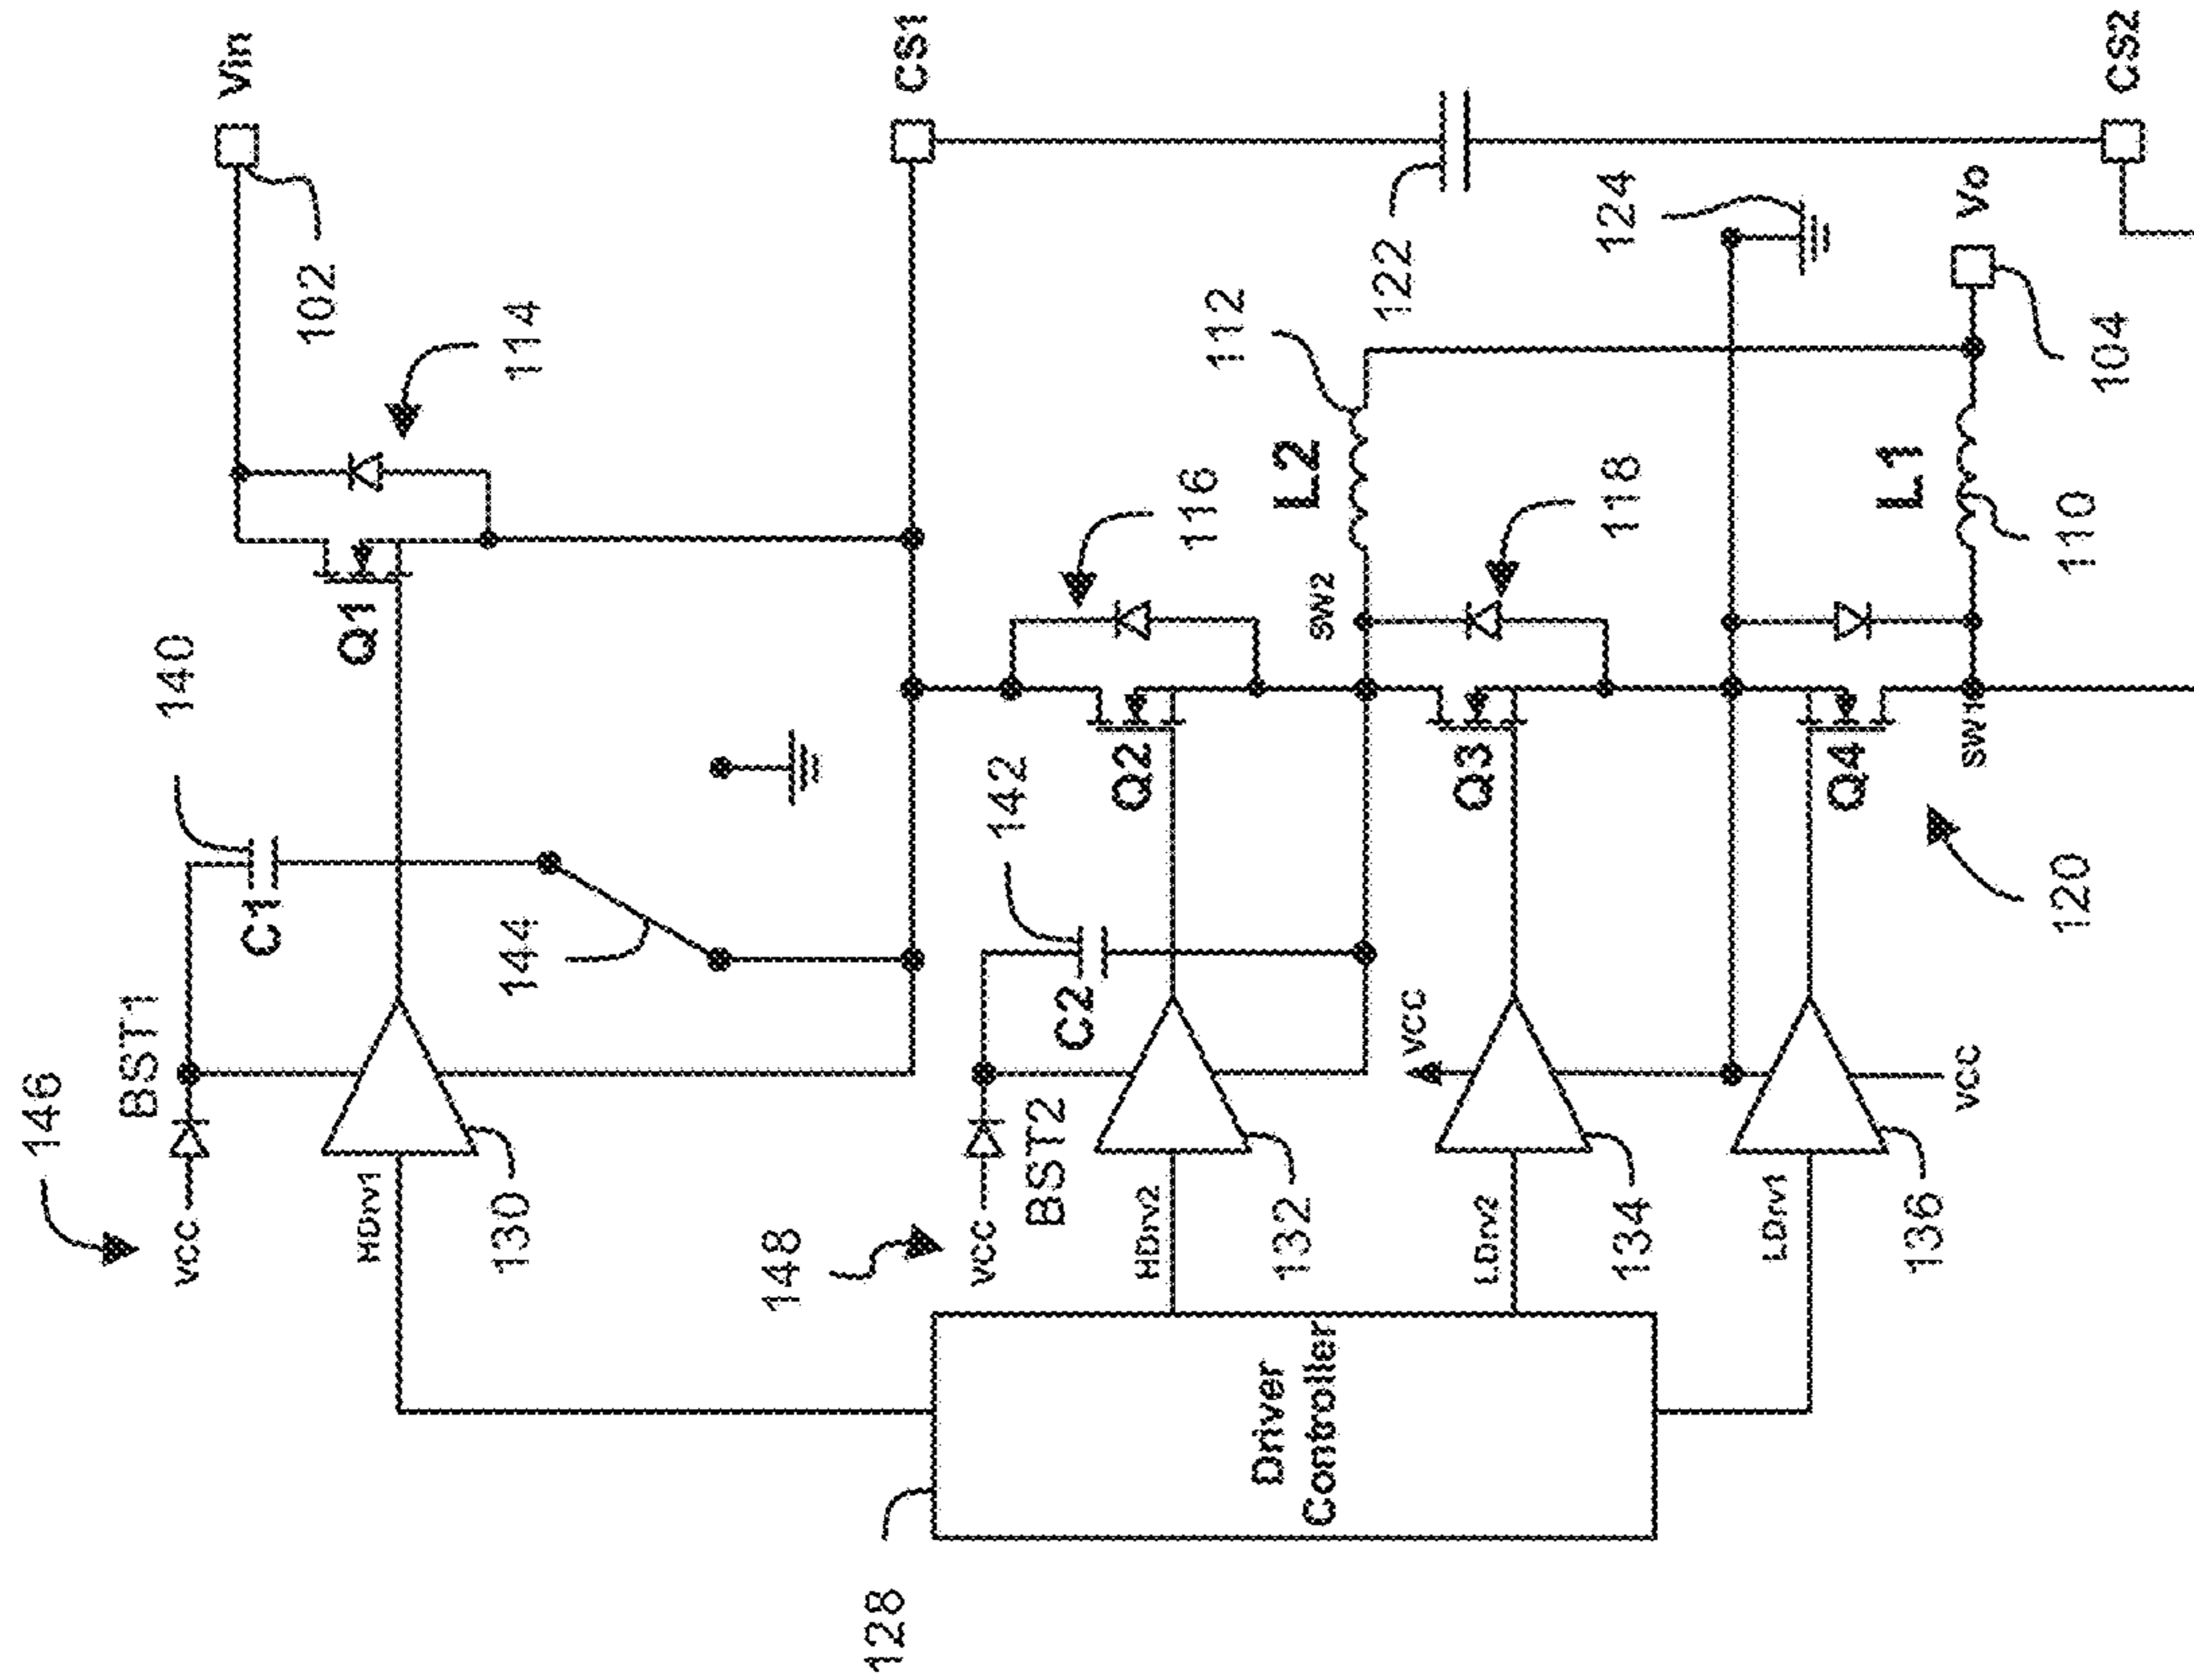 146
VCC
BST1
C1
140
Vin
102
HDrv1
130
Q1
114
144
CS1
148
VCC
BST2
C2
142
HDrv2
132
Q2
116
SW2
L2
112
122
128
Driver
Controller
VCC
LDrv2
134
Q3
118
124
LDrv1
136
VCC
Q4
120
SW1
L1
110
Vo
104
CS2